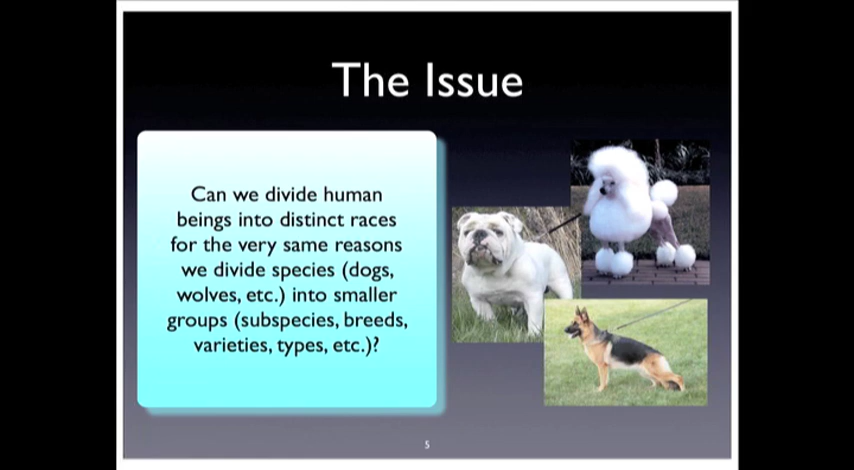 The Issue
Can we divide human
beings into distinct races
for the very same reasons
we divide species (dogs,
wolves, etc.) into smaller
groups (subspecies, breeds,
varieties, types, etc.)?
5